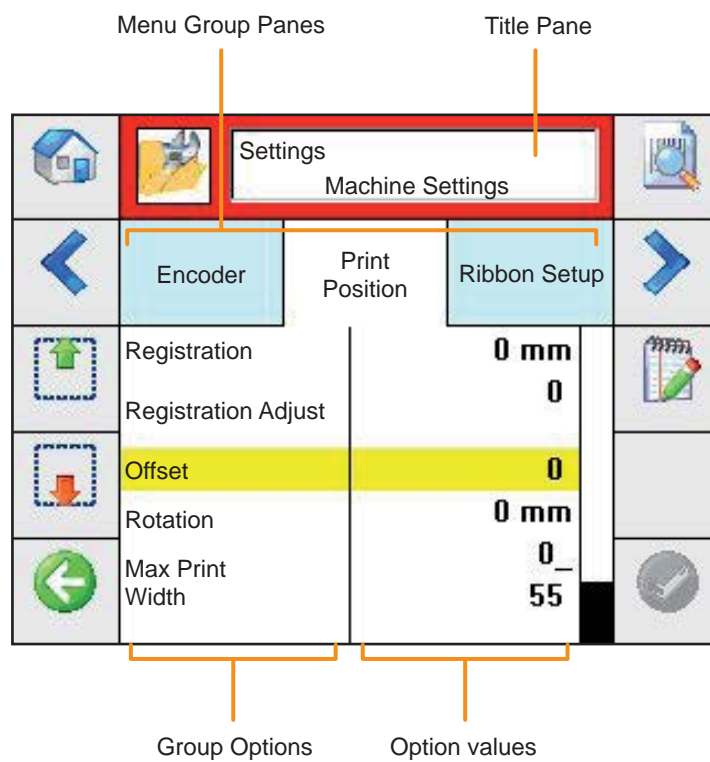 Menu Group Panes
Title Pane
Settings
Machine Settings
Encoder
Print
Position
Ribbon Setup
Registration
0 mm
Registration Adjust
0
Offset
0
Rotation
0 mm
Max Print
Width
0_
55
Group Options
Option values